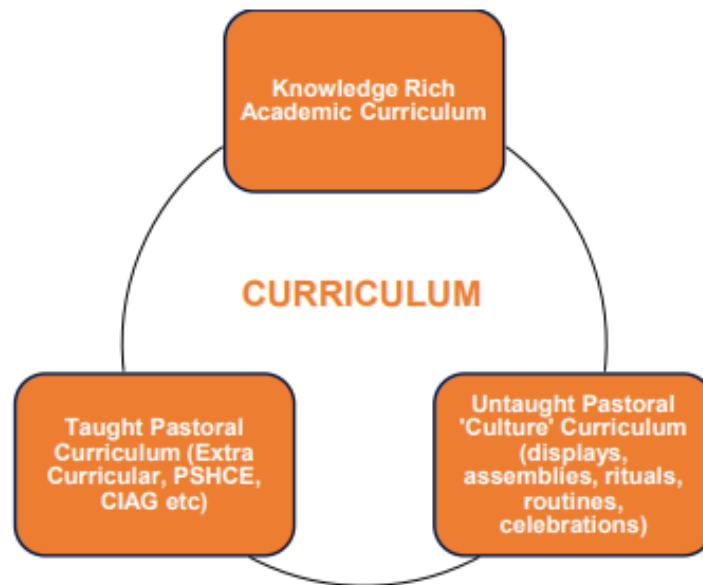 Knowledge Rich
Academic Curriculum
CURRICULUM
Taught Pastoral
Curriculum (Extra
Curricular, PSHCE,
CIAG etc)
Untaught Pastoral
'Culture' Curriculum
(displays,
assemblies, rituals,
routines,
celebrations)